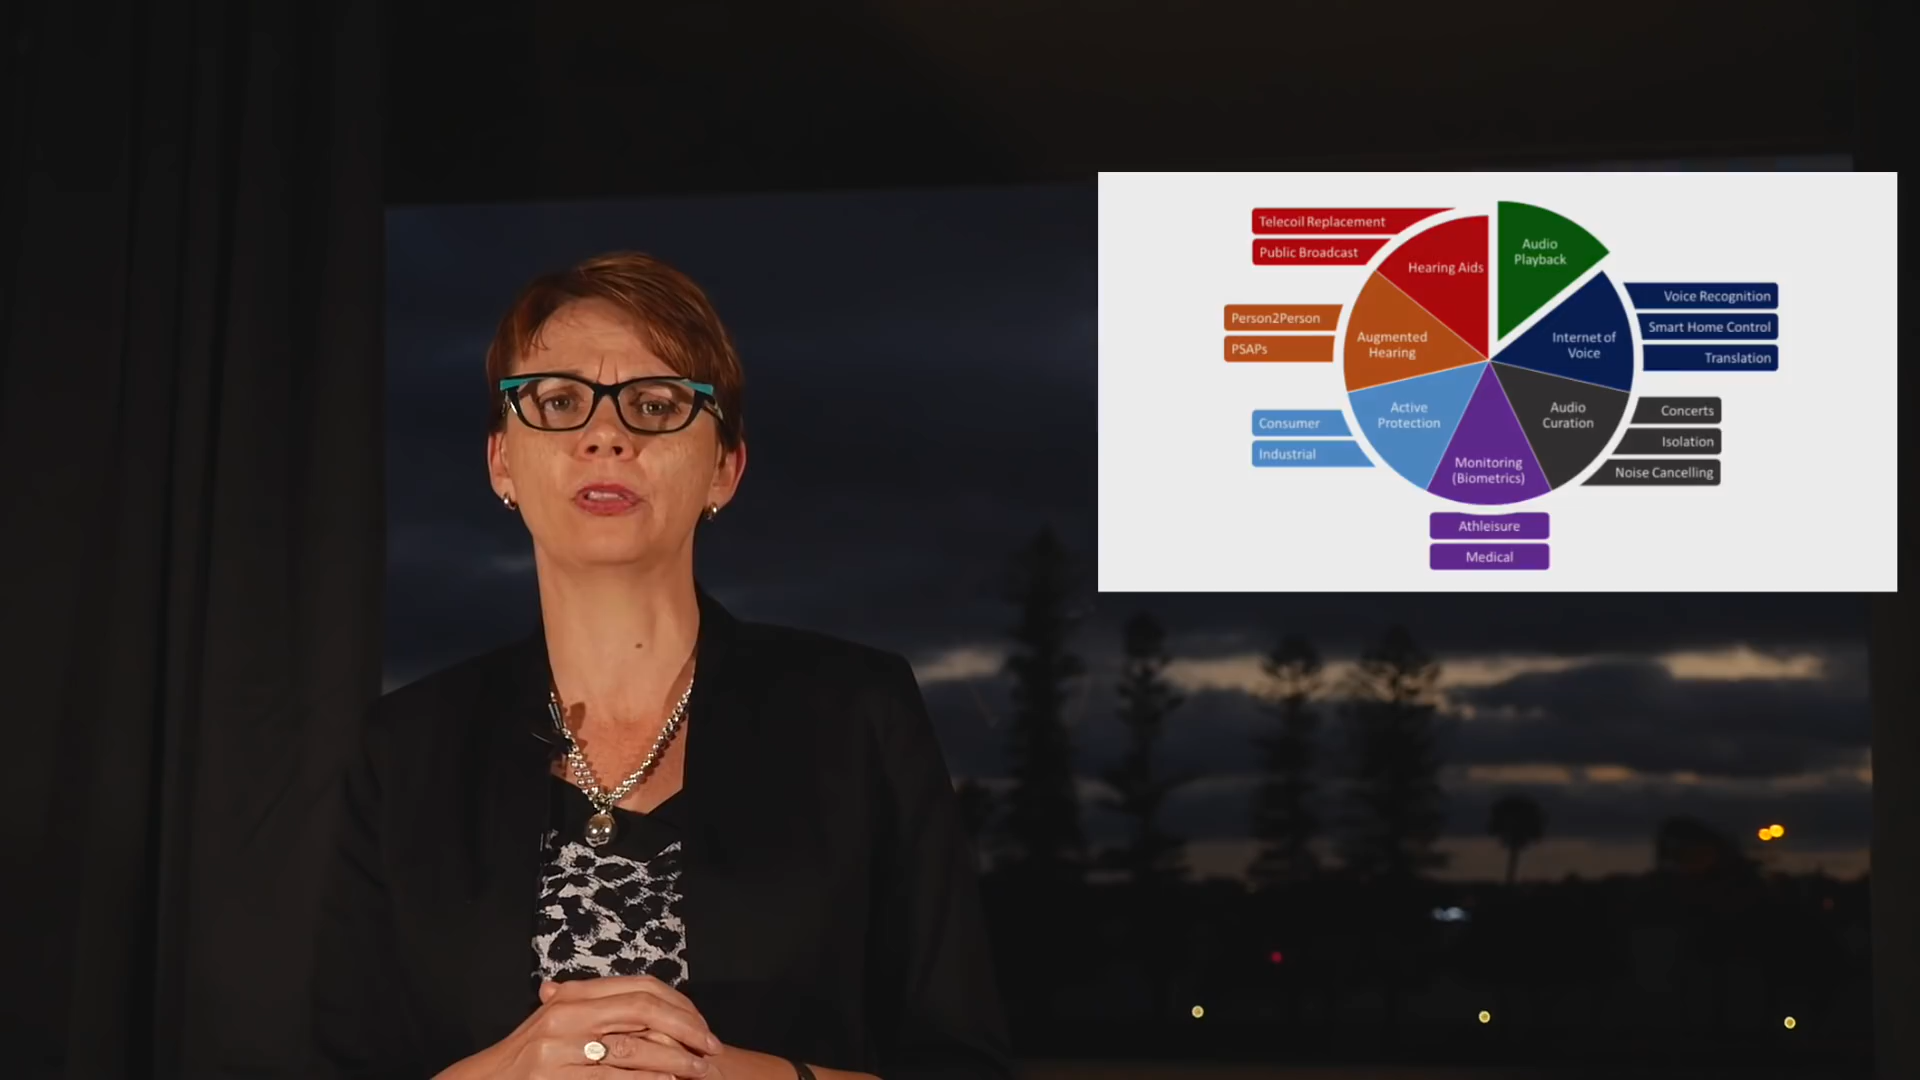 Telecoil Replacement
Public Broadcast
Hearing Aids
Audio
Playback
Voice Recognition
Smart Home Control
Translation
Internet of
Voice
Person2Person
PSAPs
Augmented
Hearing
Active
Protection
Consumer
Industrial
Audio
Curation
Concerts
Isolation
Noise Cancelling
Monitoring
(Biometrics)
Athleisure
Medical